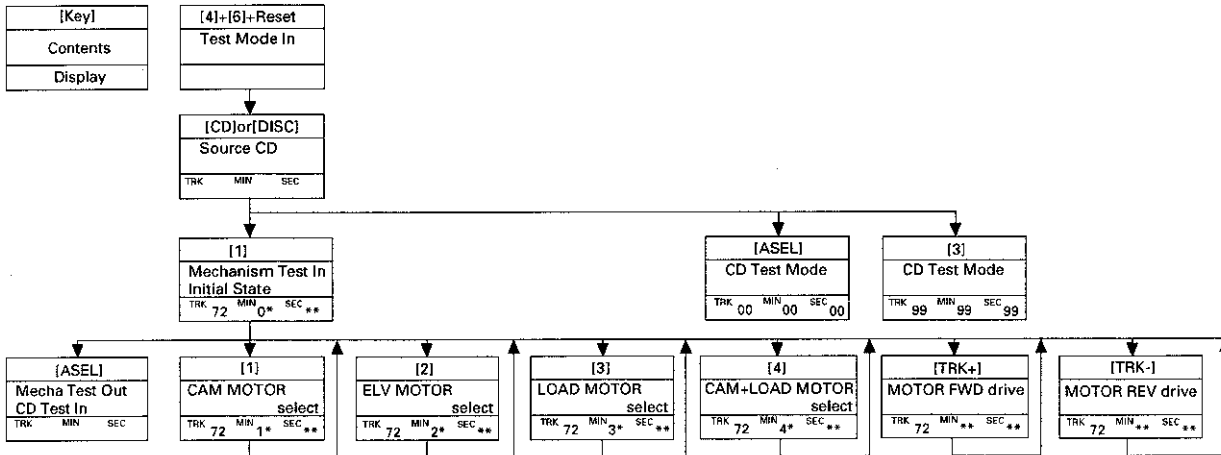 [Key]
Contents
Display
[4]+[6]+Reset
Test Mode In
[CD]or[DISC]
Source CD
TRK MIN SEC
[1]
Mechanism Test In
Initial State
TRK 72 MIN 0* SEC **
[ASEL]
CD Test Mode
TRK 00 MIN 00 SEC 00
[3]
CD Test Mode
TRK 99 MIN 99 SEC 99
[ASEL]
Mecha Test Out
CD Test In
TRK MIN SEC
[1]
CAM MOTOR
select
TRK 72 MIN 1* SEC **
[2]
ELV MOTOR
select
TRK 72 MIN 2* SEC **
[3]
LOAD MOTOR
select
TRK 72 MIN 3* SEC **
[4]
CAM+LOAD MOTOR
select
TRK 72 MIN 4* SEC **
[TRK+]
MOTOR FWD drive
TRK 72 MIN ** SEC **
[TRK-]
MOTOR REV drive
TRK 72 MIN ** SEC **